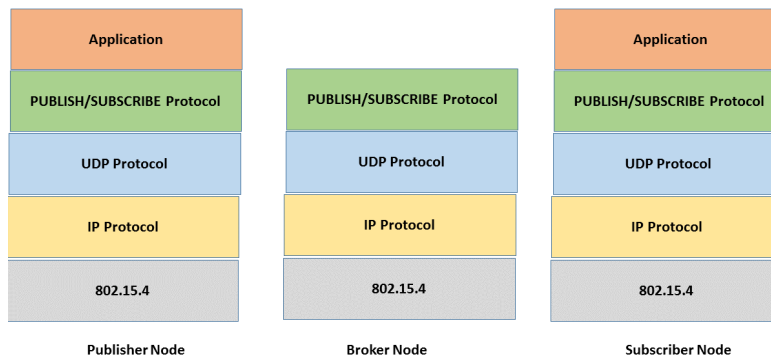 Application
PUBLISH/SUBSCRIBE Protocol
UDP Protocol
IP Protocol
802.15.4
Publisher Node
PUBLISH/SUBSCRIBE Protocol
UDP Protocol
IP Protocol
802.15.4
Broker Node
Application
PUBLISH/SUBSCRIBE Protocol
UDP Protocol
IP Protocol
802.15.4
Subscriber Node